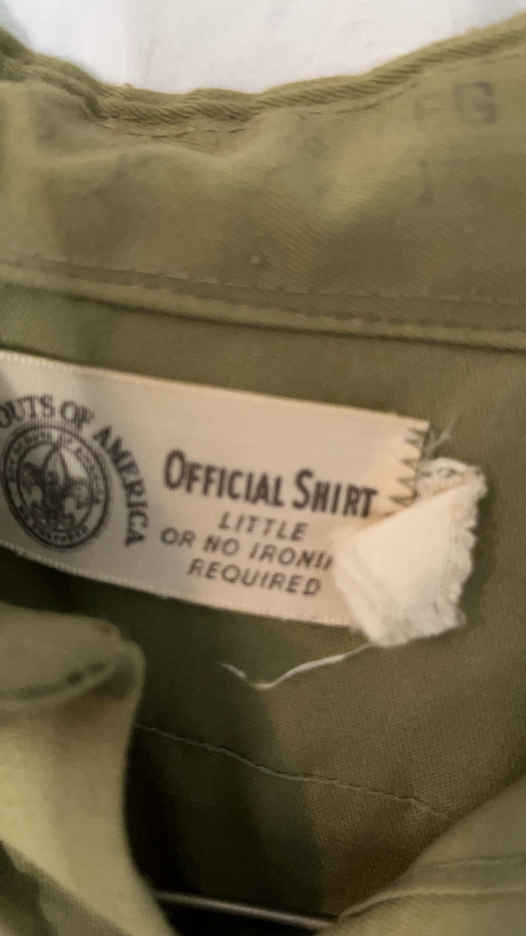 G
OUTS OF AMERICA
OFFICIAL SHIRT
LITTLE
OR NO IRONI
REQUIRED